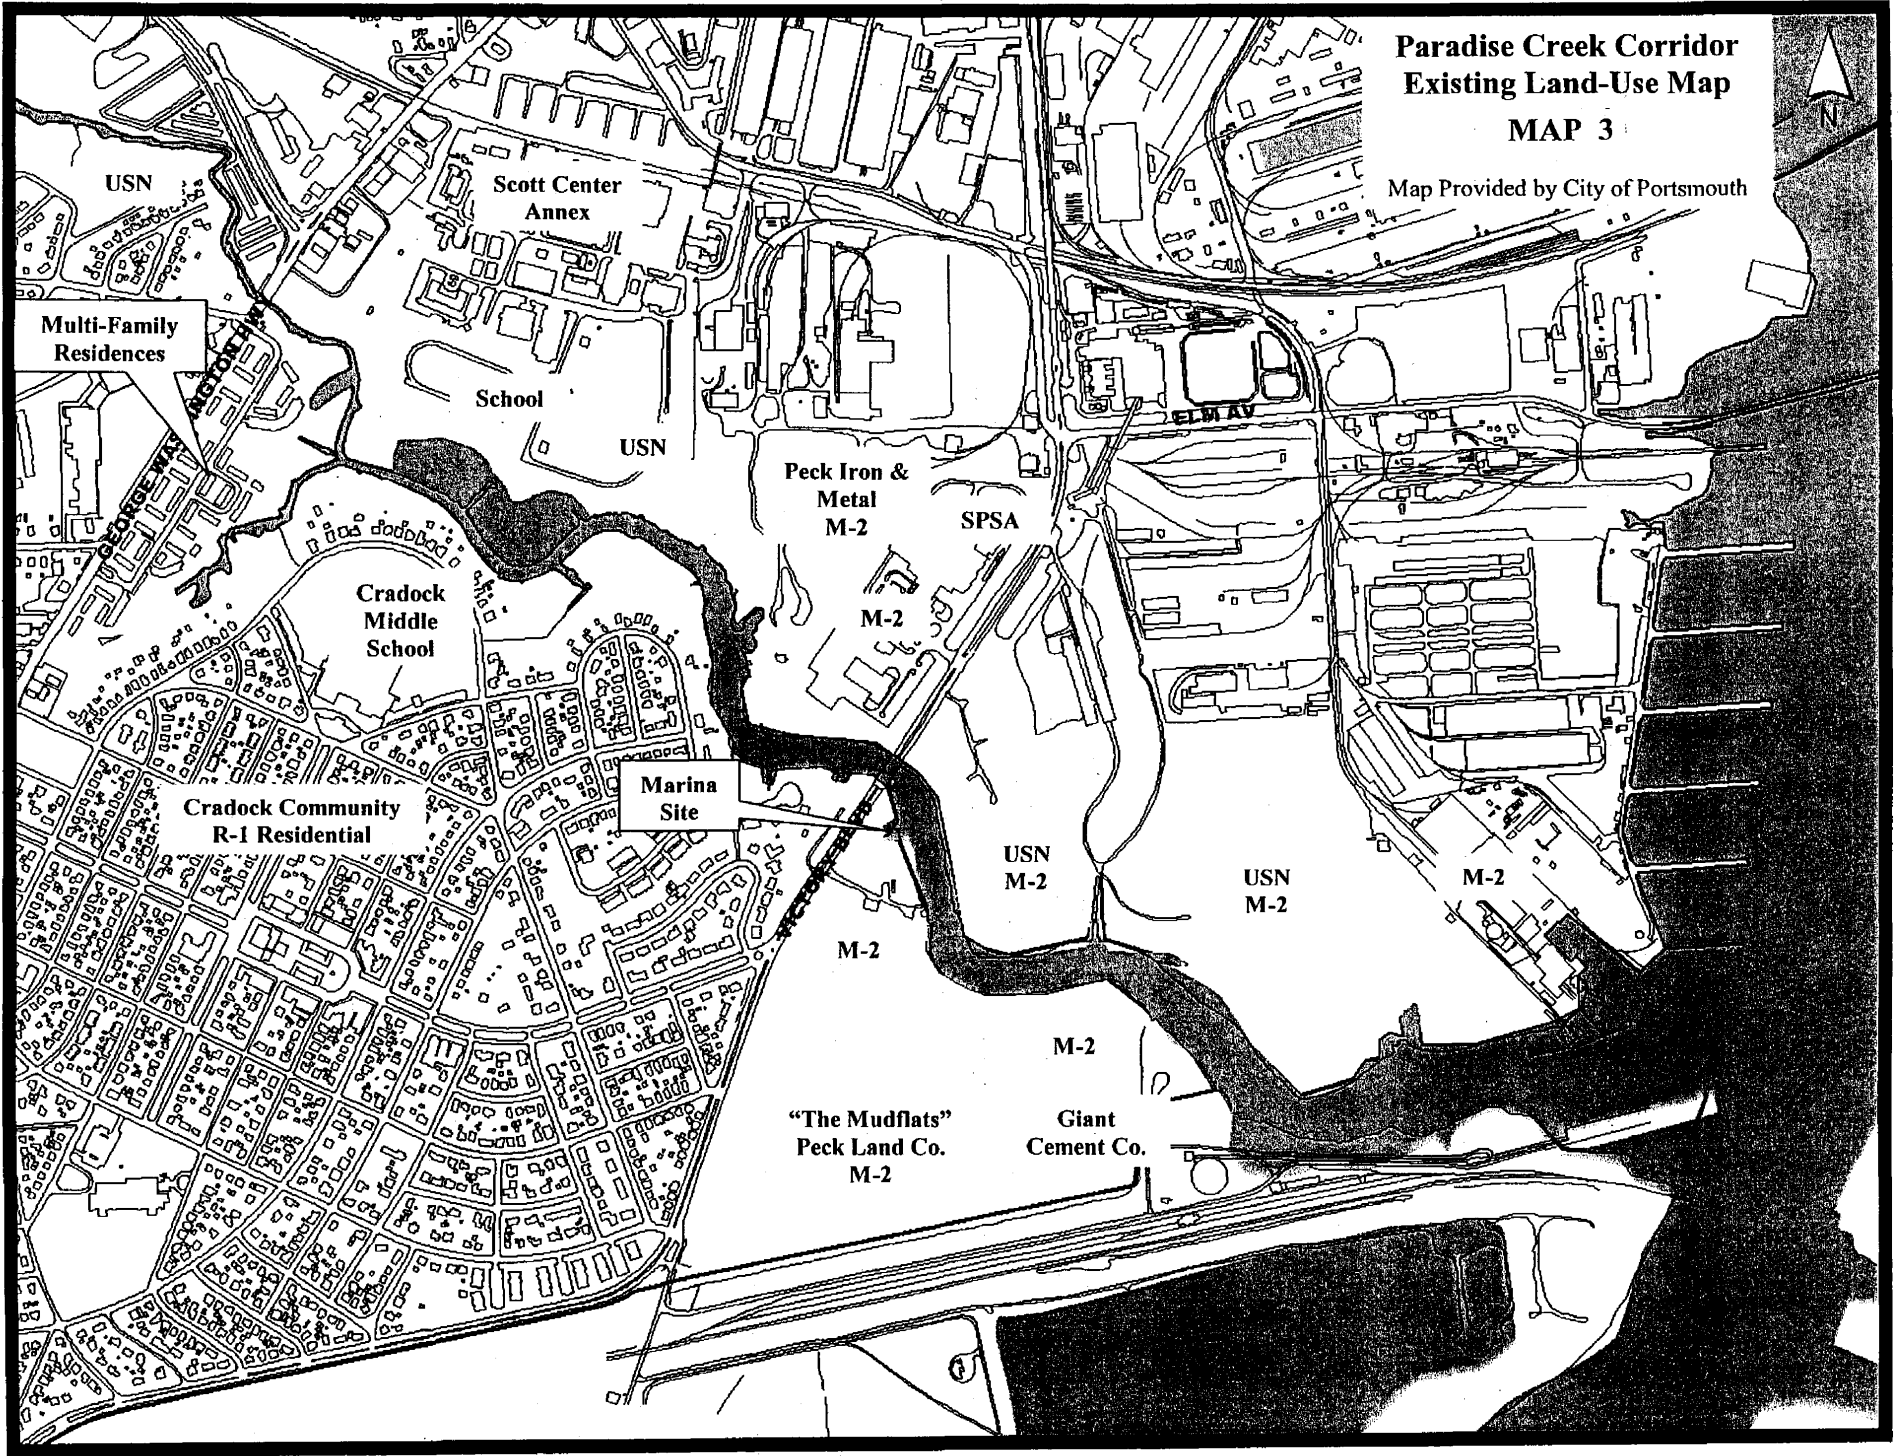 Paradise Creek Corridor
Existing Land-Use Map
MAP 3
Map Provided by City of Portsmouth
N
USN
Scott Center
Annex
Multi-Family
Residences
School
USN
ELM AV
Peck Iron &
Metal
M-2
SPSA
GEORGE WAS
INGTON
Cradock
Middle
School
M-2
Marina
Site
Cradock Community
R-1 Residential
USN
M-2
USN
M-2
M-2
M-2
M-2
“The Mudflats”
Peck Land Co.
M-2
Giant
Cement Co.